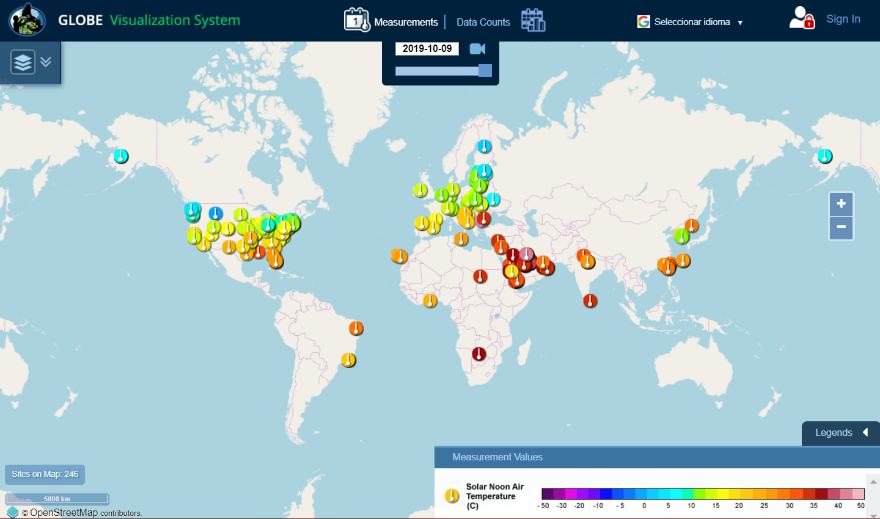 GLOBE Visualization System
1
Measurements
Data Counts
Seleccionar idioma ▼
Sign In
2019-10-09
+
−
Legends
Measurement Values
Sites on Map: 246
5000 km
© OpenStreetMap contributors.
Solar Noon Air
Temperature
(C)
-50 -30 -20 -10 -5 0 5 10 15 20 25 30 35 40 50